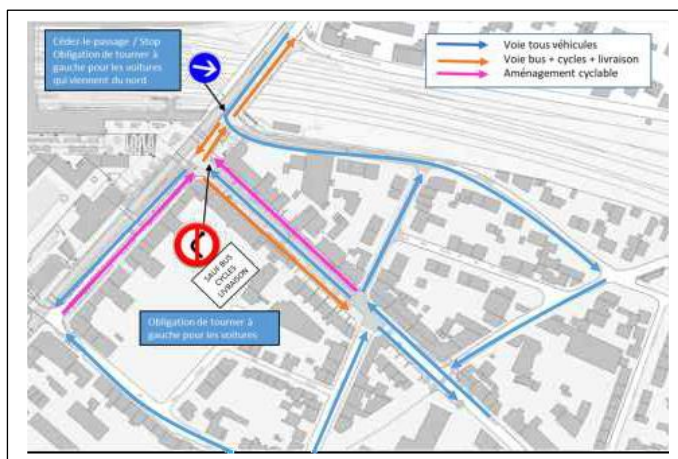 Cédez-le-passage / Stop
Obligation de tourner à
gauche pour les voitures
qui viennent du nord
Voie tous véhicules
Voie bus + cycles + livraison
Aménagement cyclable
SAUF BUS
CYCLES
LIVRAISON
Obligation de tourner à
gauche pour les voitures